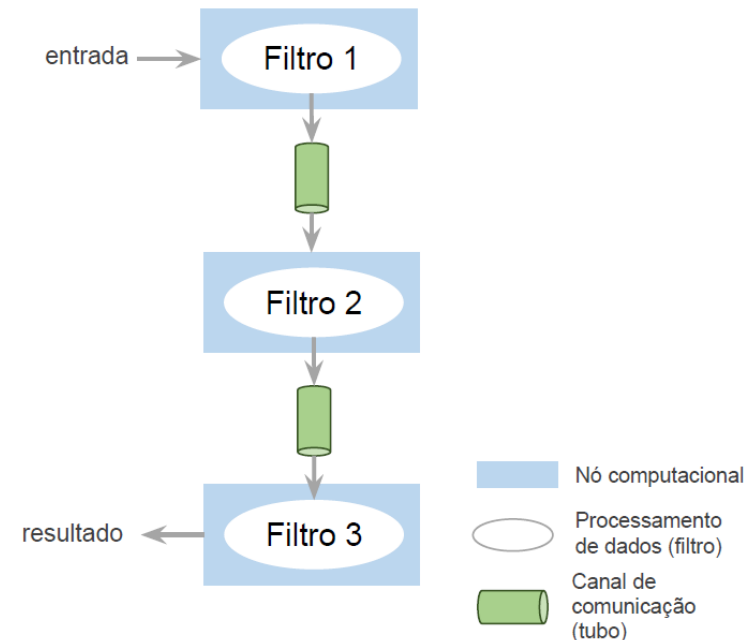 entrada
Filtro 1
Filtro 2
Filtro 3
resultado
Nó computacional
Processamento
de dados (filtro)
Canal de
comunicação
(tubo)